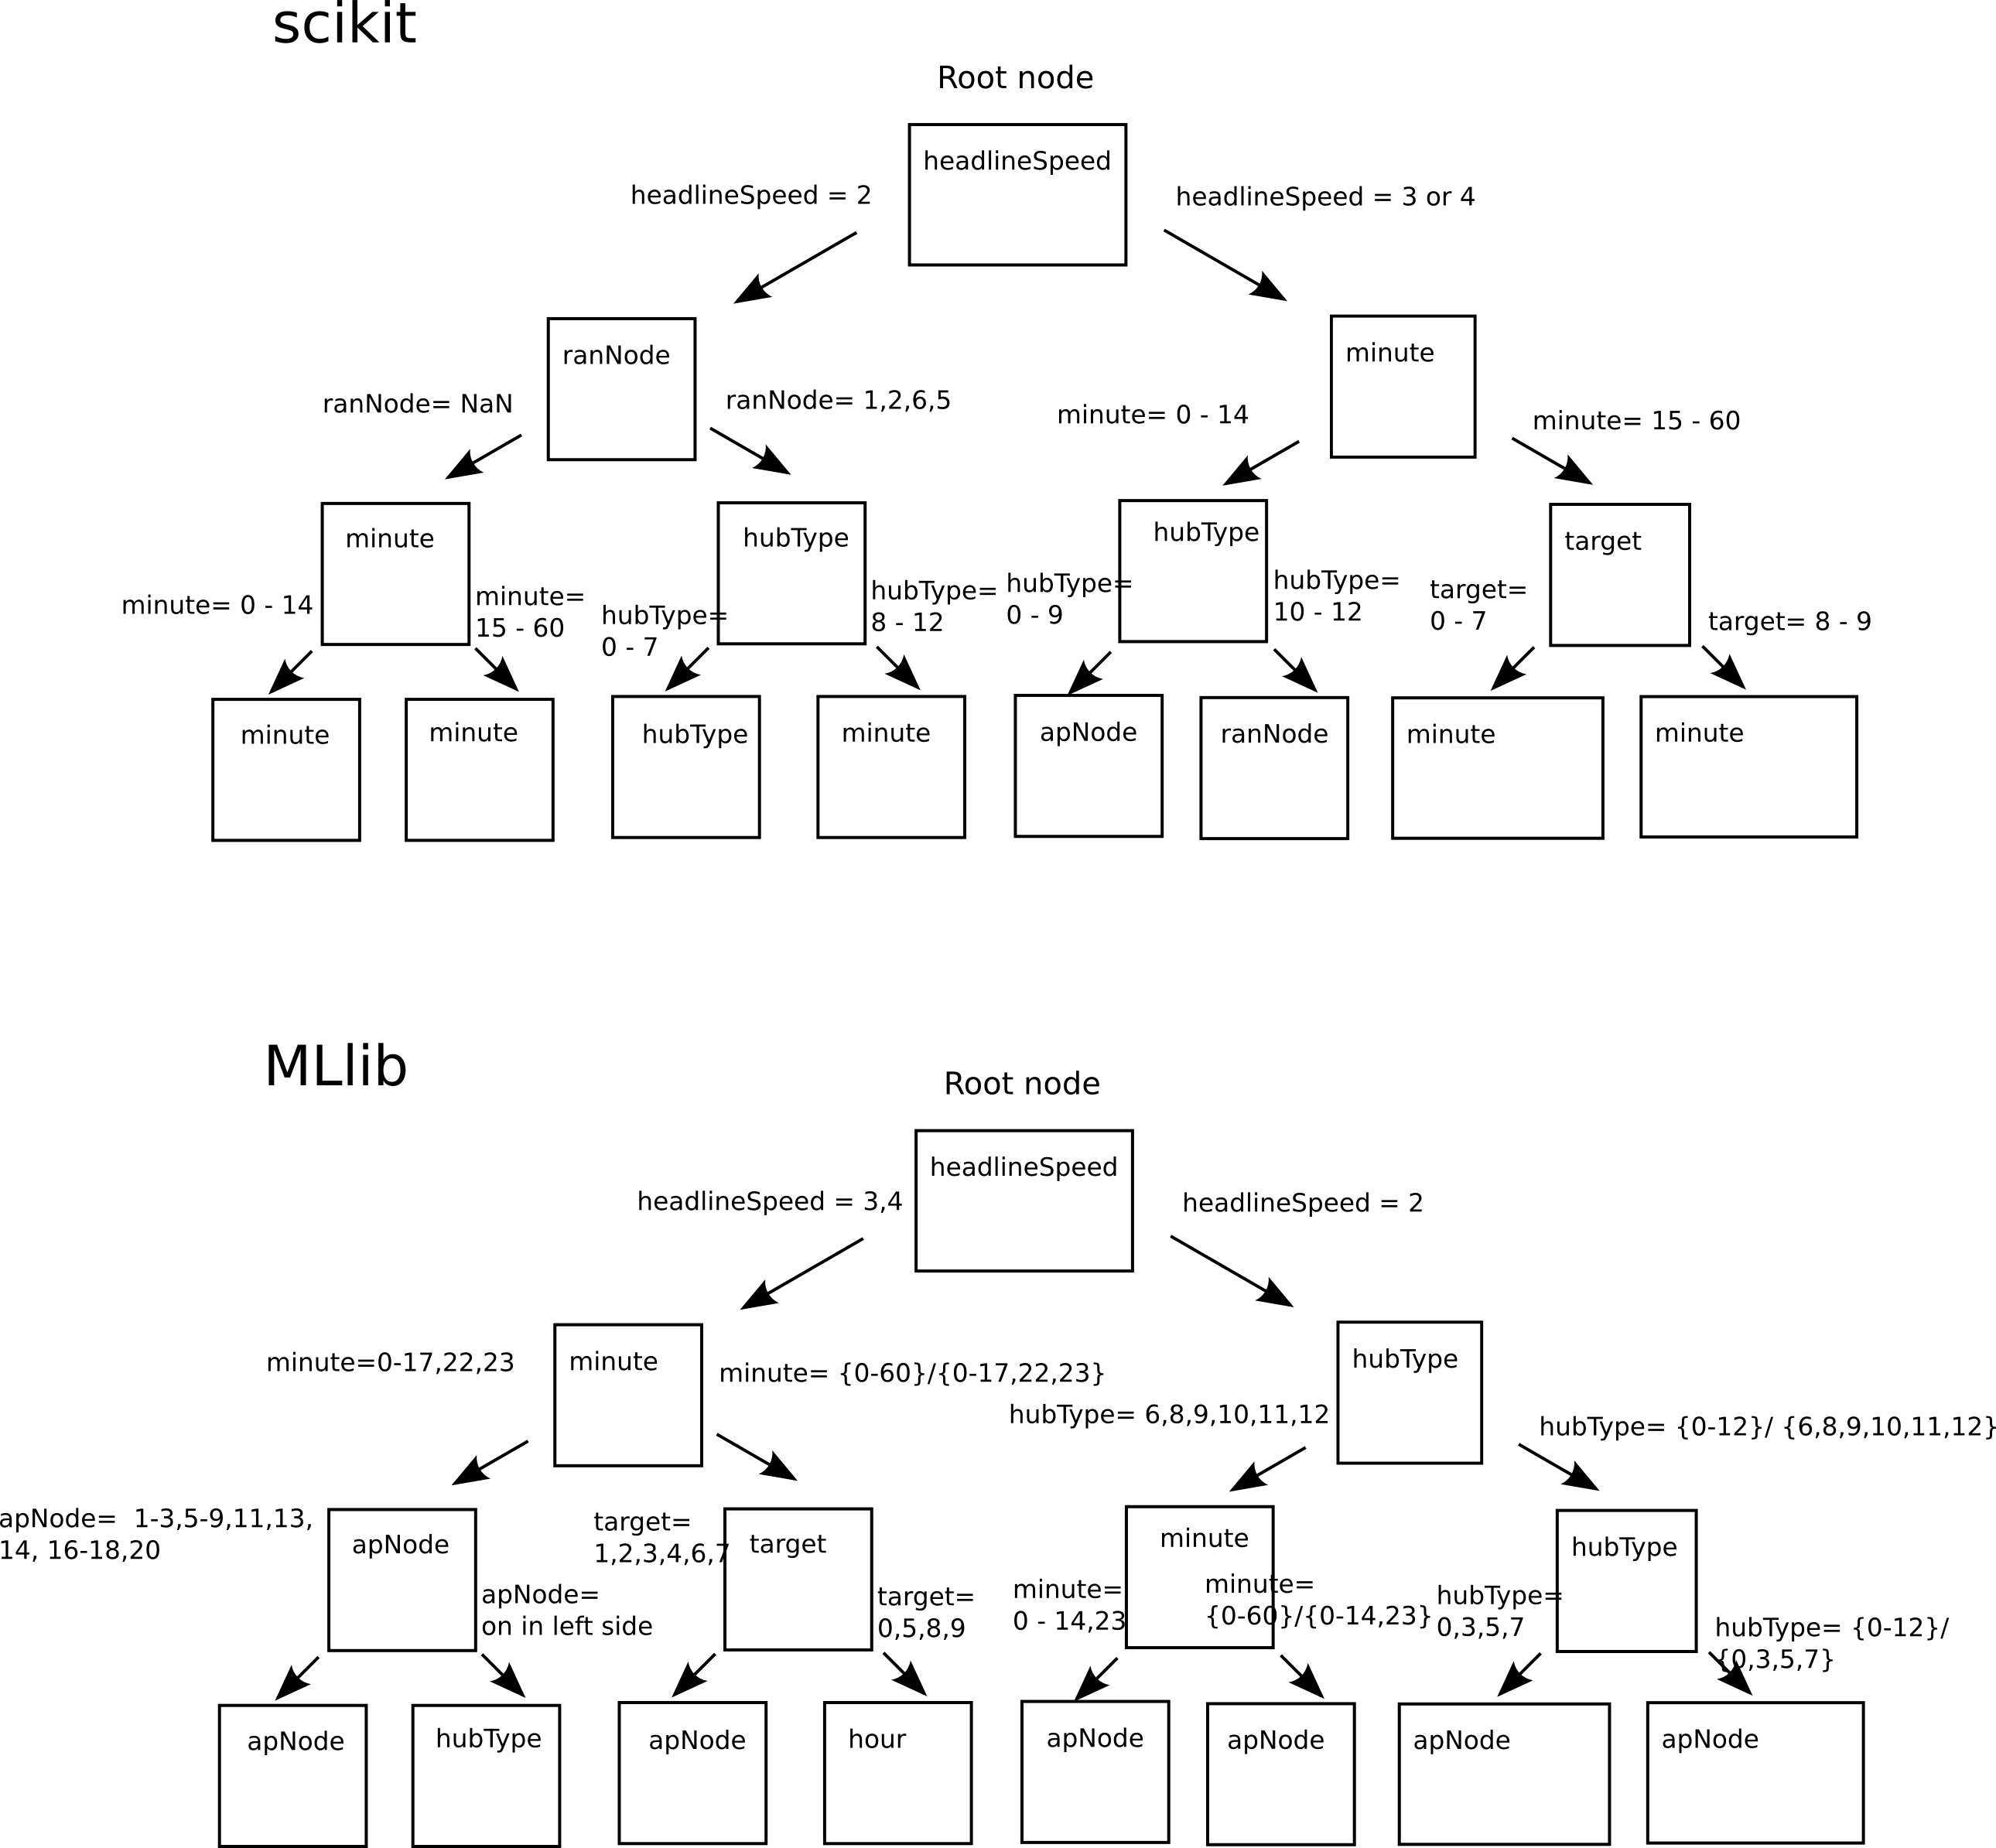 scikit
Root node
headlineSpeed
headlineSpeed = 2
headlineSpeed = 3 or 4
ranNode
minute
ranNode= NaN
ranNode= 1,2,6,5
minute= 0 - 14
minute= 15 - 60
minute
hubType
hubType
target
minute= 0 - 14
minute=
15 - 60
hubType=
0 - 7
hubType=
8 - 12
hubType=
0 - 9
hubType=
10 - 12
target=
0 - 7
target= 8 - 9
minute
minute
hubType
minute
apNode
ranNode
minute
minute
MLlib
Root node
headlineSpeed
headlineSpeed = 3,4
headlineSpeed = 2
minute
hubType
minute=0-17,22,23
minute= {0-60}/{0-17,22,23}
hubType= 6,8,9,10,11,12
hubType= {0-12}/ {6,8,9,10,11,12}
apNode
target
minute
hubType
apNode=  1-3,5-9,11,13,
14, 16-18,20
apNode=
on in left side
target=
1,2,3,4,6,7
target=
0,5,8,9
minute=
0 - 14,23
minute=
{0-60}/{0-14,23}
hubType=
0,3,5,7
hubType= {0-12}/
{0,3,5,7}
apNode
hubType
apNode
hour
apNode
apNode
apNode
apNode